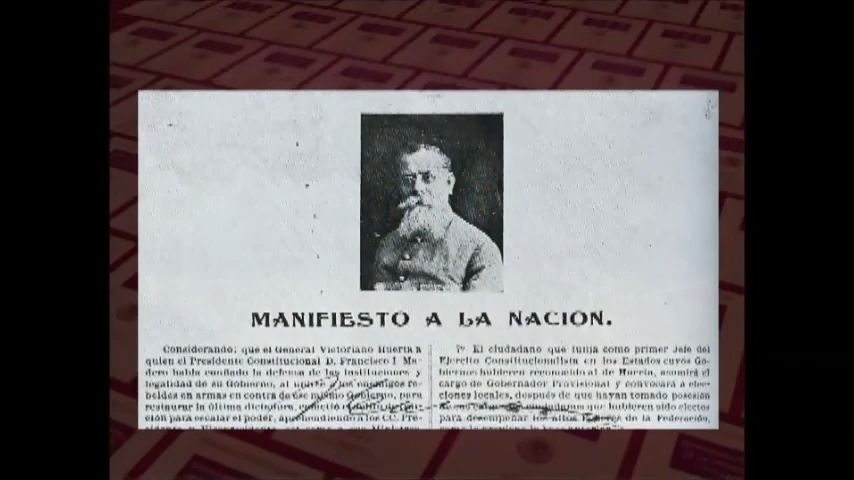 MANIFIESTO A LA NACION.
Considerando: que el General Victoriano Huerta a
quien el Presidente Constitucional D. Francisco I. Ma-
dero había confiado la defensa de las instituciones y
legalidad de su Gobierno, al enemigos re-
beldes en armas en contra de ese mismo Gobierno, para
restaurar la última dictadura, cometió
ción para escalar el poder, aprehendiendo a los CC. Pre-
7º El ciudadano que funja como primer Jefe del
Ejército Constitucionalista en los Estados cuyos Go-
biernos hubieren reconocido al de Huerta, asumirá el
cargo de Gobernador Provisional y convocará a elec-
ciones locales, después de que hayan tomado posesión
que hubieren sido electos
para desempeñar los altos de la Federación,